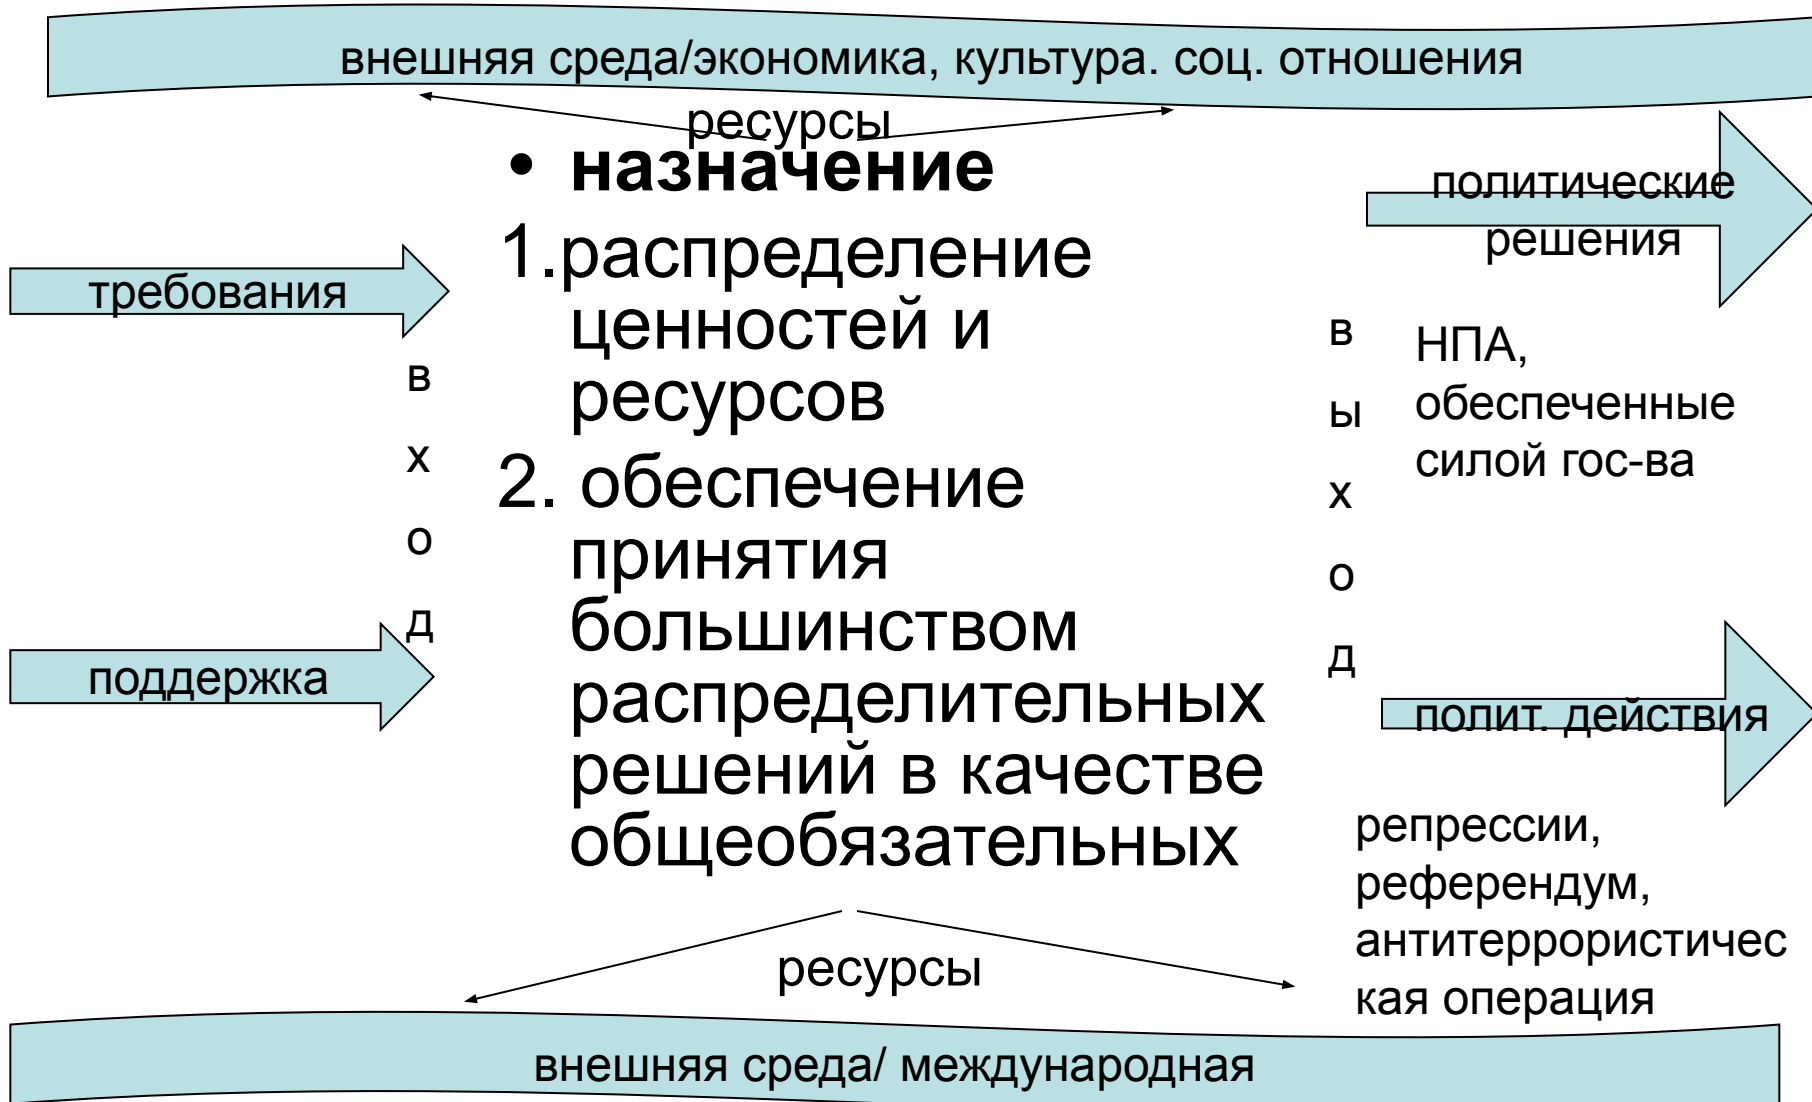 внешняя среда/экономика, культура. соц. отношения
ресурсы
• назначение
1.распределение
ценностей и
ресурсов
2. обеспечение
принятия
большинством
распределительных
решений в качестве
общеобязательных
требования
поддержка
в
х
о
д
в
ы
х
о
д
политические
решения
НПА,
обеспеченные
силой гос-ва
полит. действия
репрессии,
референдум,
антитеррористичес
кая операция
ресурсы
внешняя среда/ международная